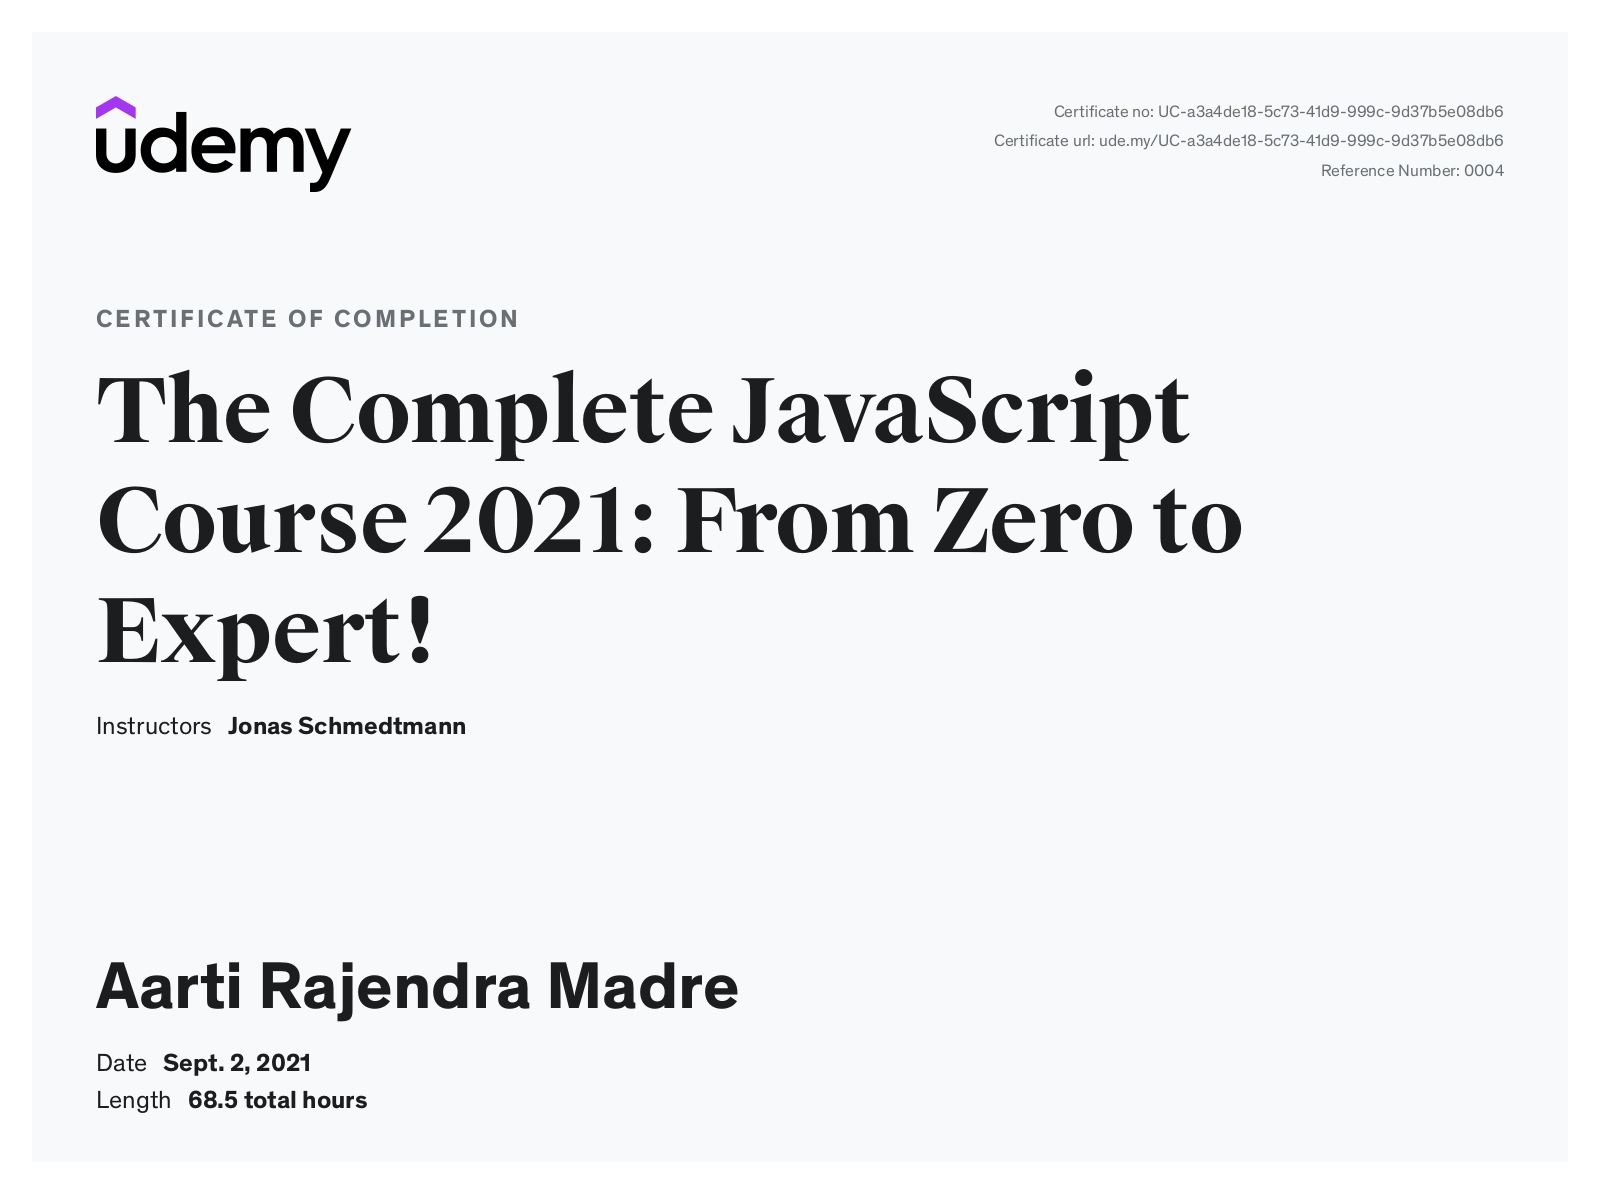 udemy
Certificate no: UC-a3a4de18-5c73-41d9-999c-9d37b5e08db6
Certificate url: ude.my/UC-a3a4de18-5c73-41d9-999c-9d37b5e08db6
Reference Number: 0004
CERTIFICATE OF COMPLETION
The Complete JavaScript
Course 2021: From Zero to
Expert!
Instructors Jonas Schmedtmann
Aarti Rajendra Madre
Date Sept. 2, 2021
Length 68.5 total hours